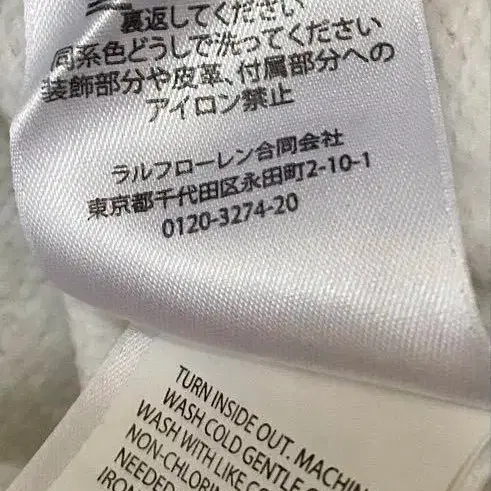 裏返してください
同系色どうしで洗ってください
装飾部分や皮革、付属部分への
アイロン禁止
ラルフローレン合同会社
東京都千代田区永田町2-10-1
0120-3274-20
TURN INSIDE OUT. MACHIN
WASH COLD GENTLE
WASH WITH LIKE CO
NON-CHLORIN
NEEDED
IRON